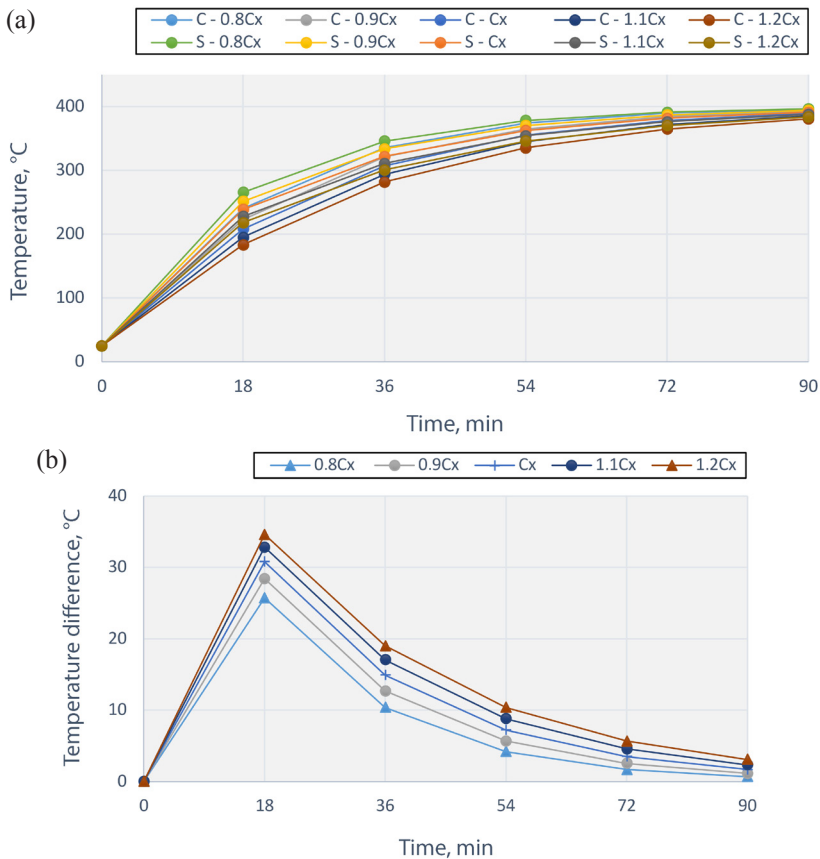 (a)
C - 0.8Cx C - 0.9Cx C - Cx C - 1.1Cx C - 1.2Cx
S - 0.8Cx S - 0.9Cx S - Cx S - 1.1Cx S - 1.2Cx
400
300
200
100
0
Temperature, °C
0 18 36 54 72 90
Time, min
(b)
0.8Cx 0.9Cx Cx 1.1Cx 1.2Cx
40
30
20
10
0
Temperature difference, °C
0 18 36 54 72 90
Time, min